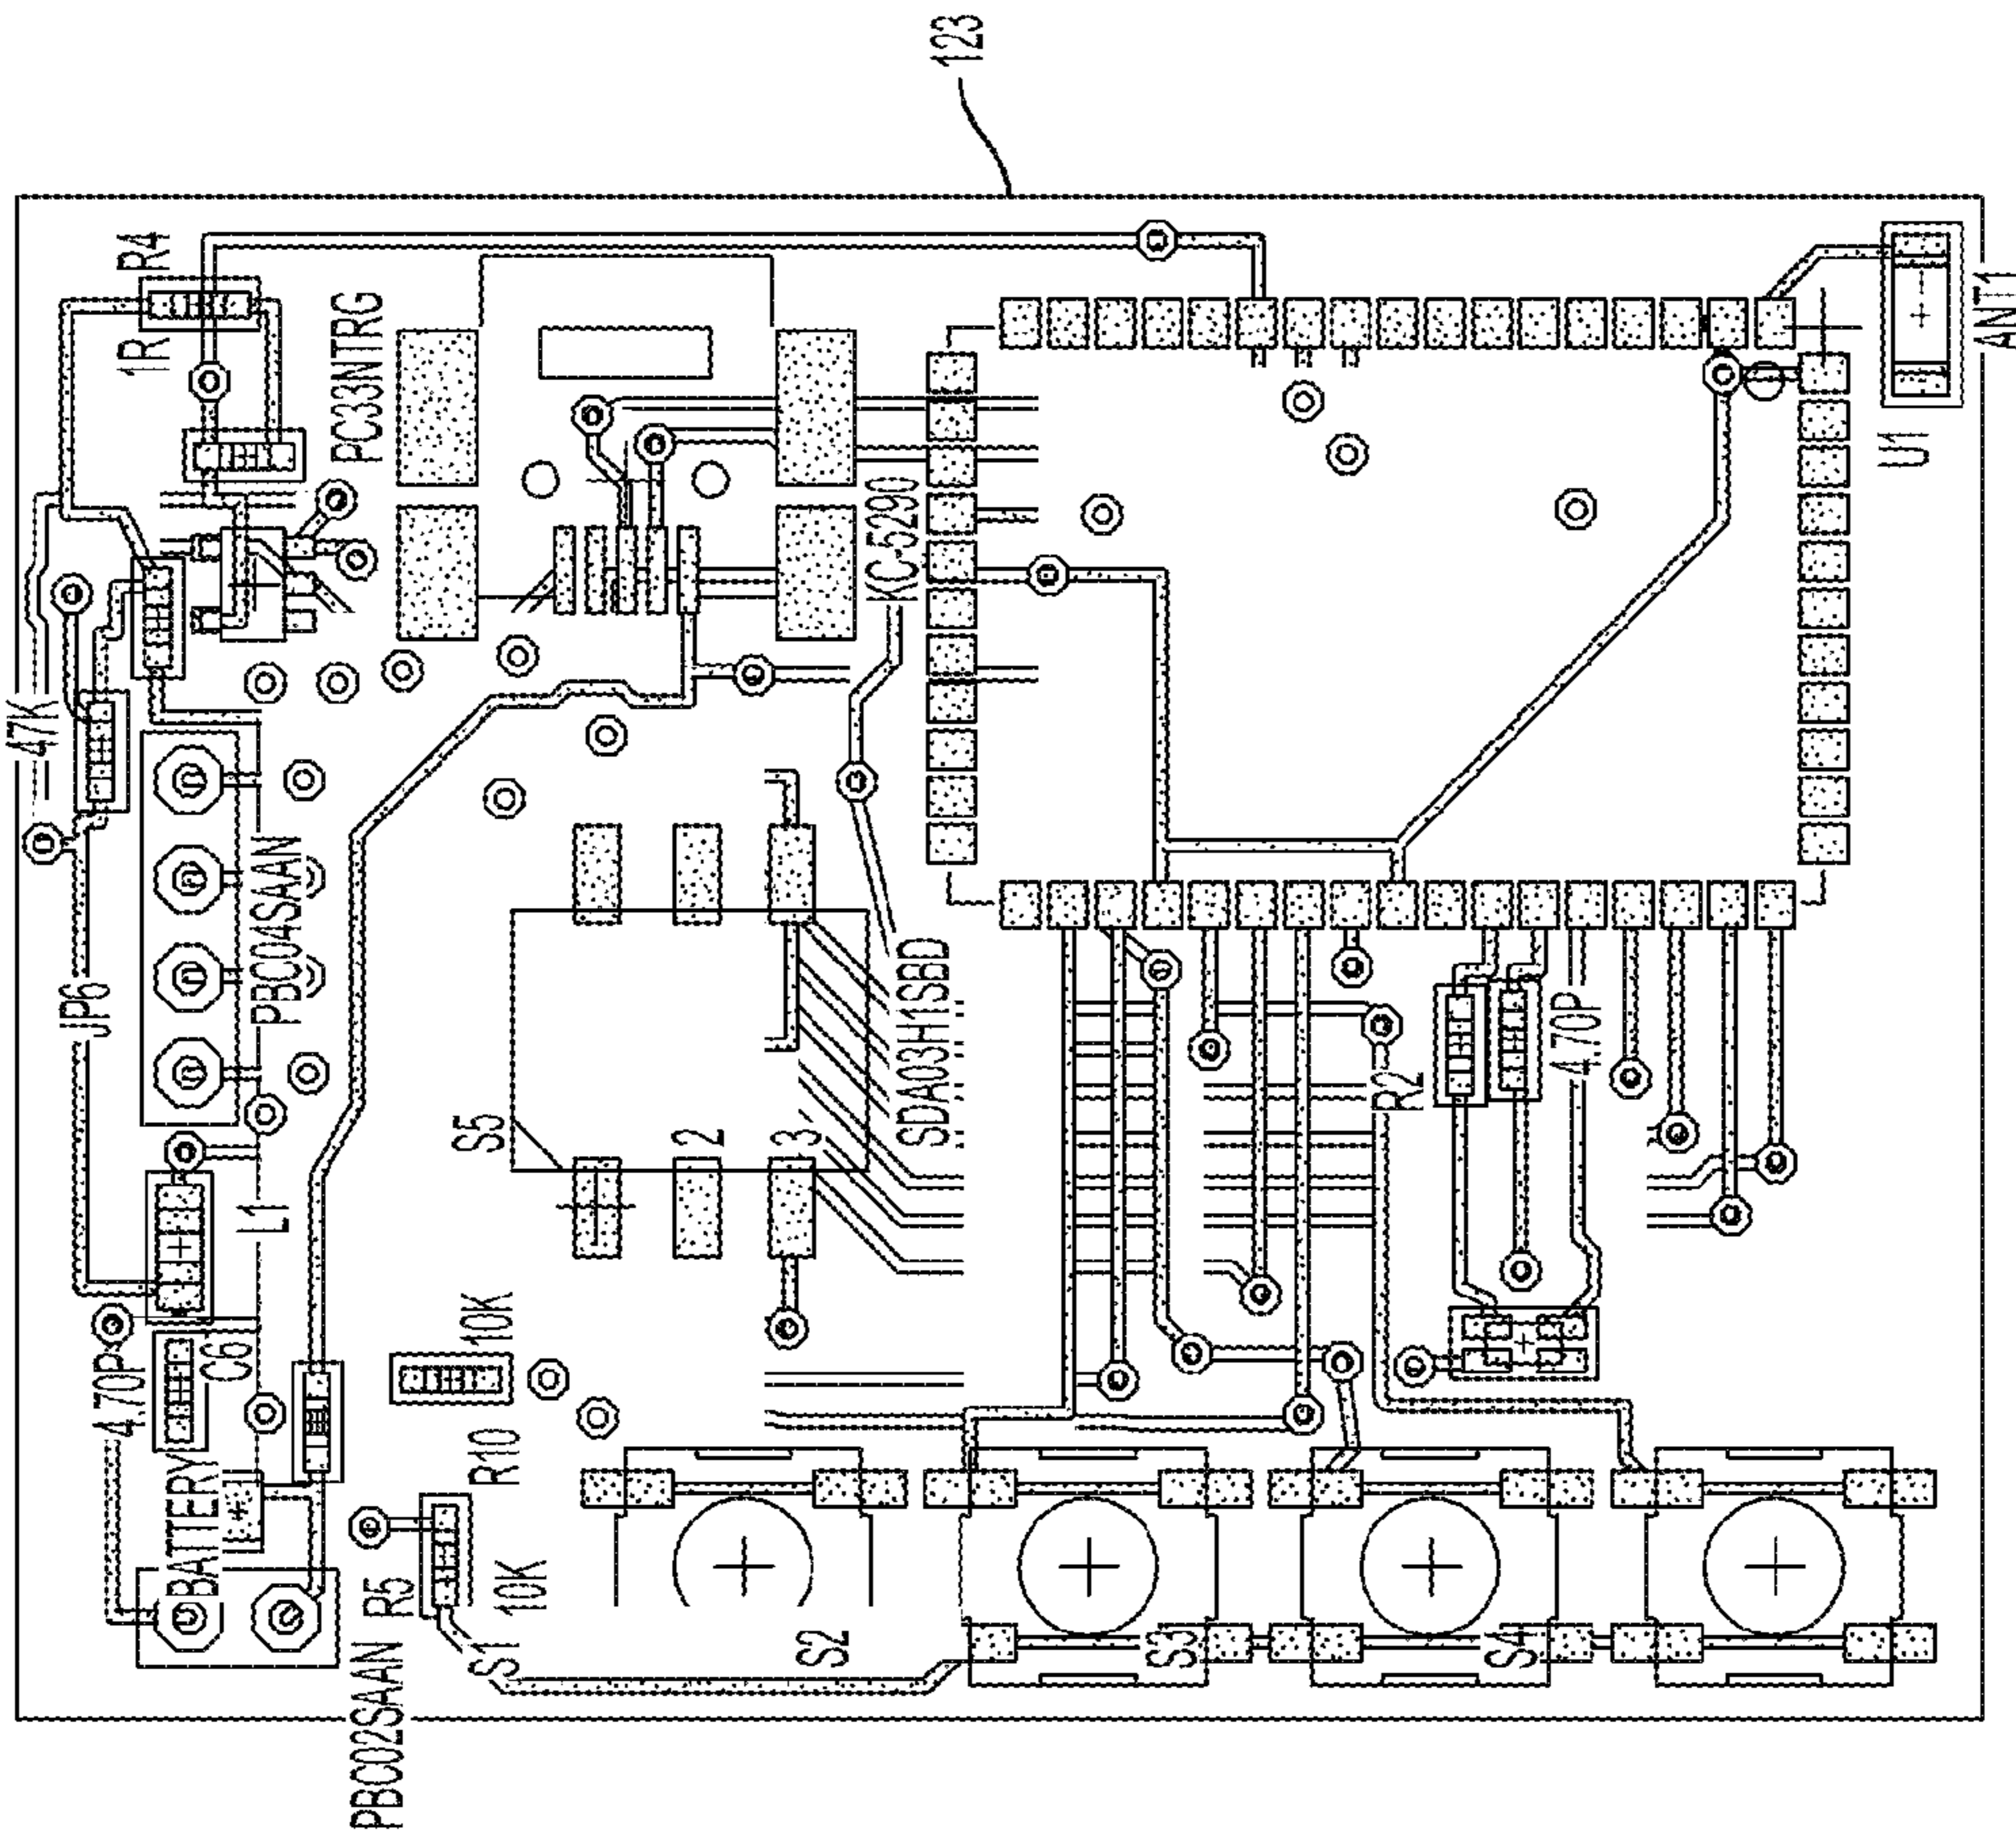 123
R4
1R
PC33NTRG
47K
KC-5290
U1
ANT1
JP6
PBC04SAAN
S5
2
3
SDA03H1SBD
R2
4.70P
L1
4.70P
C6
10K
BATTERY
R10
R5
10K
S1
S2
S3
S4
PBC02SAAN